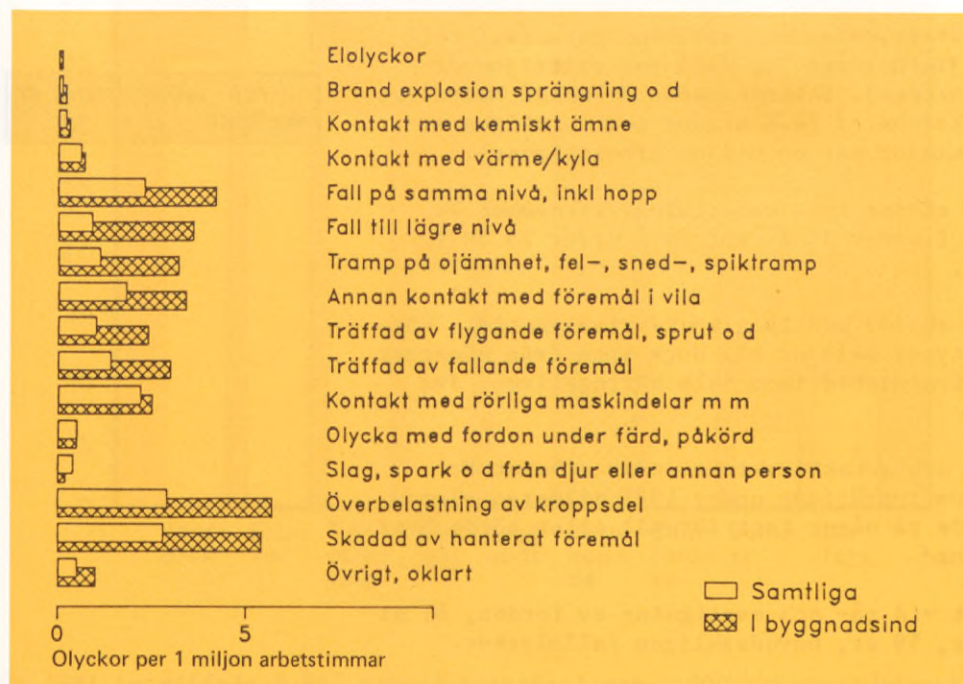 Elolyckor
Brand explosion sprängning o d
Kontakt med kemiskt ämne
Kontakt med värme/kyla
Fall på samma nivå, inkl hopp
Fall till lägre nivå
Tramp på ojämnhet, fel-, sned-, spiktramp
Annan kontakt med föremål i vila
Träffad av flygande föremål, sprut o d
Träffad av fallande föremål
Kontakt med rörliga maskindelar m m
Olycka med fordon under färd, påkörd
Slag, spark o d från djur eller annan person
Överbelastning av kroppsdel
Skadad av hanterat föremål
Övrigt, oklart
Samtliga
I byggnadsind
0 5
Olyckor per 1 miljon arbetstimmar